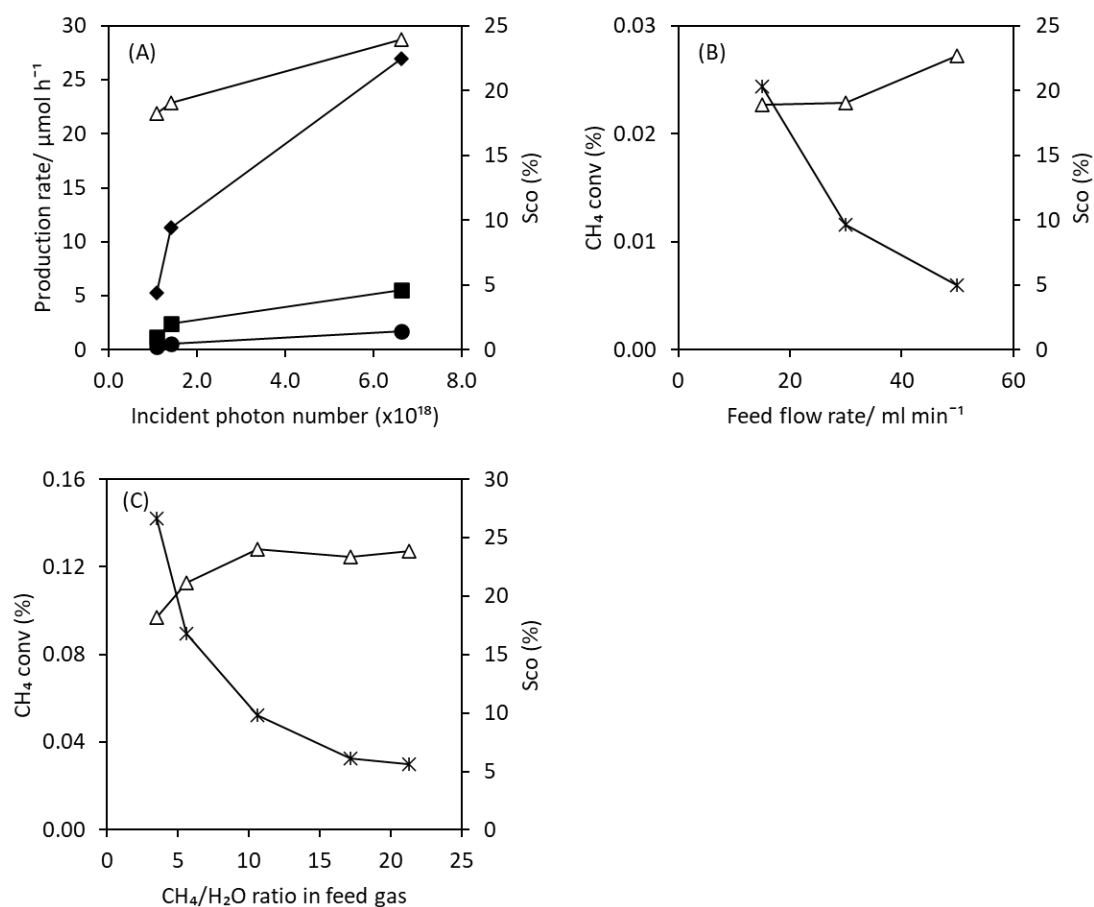 (A)
Production rate/ µmol h⁻¹
30
25
20
15
10
5
0
25
20
15
10
5
0
Sco (%)
0.0 2.0 4.0 6.0 8.0
Incident photon number (x10¹⁸)
(B)
CH₄ conv (%)
0.03
0.02
0.01
0.00
25
20
15
10
5
0
Sco (%)
0 20 40 60
Feed flow rate/ ml min⁻¹
(C)
CH₄ conv (%)
0.16
0.12
0.08
0.04
0.00
30
25
20
15
10
5
0
Sco (%)
0 5 10 15 20 25
CH₄/H₂O ratio in feed gas